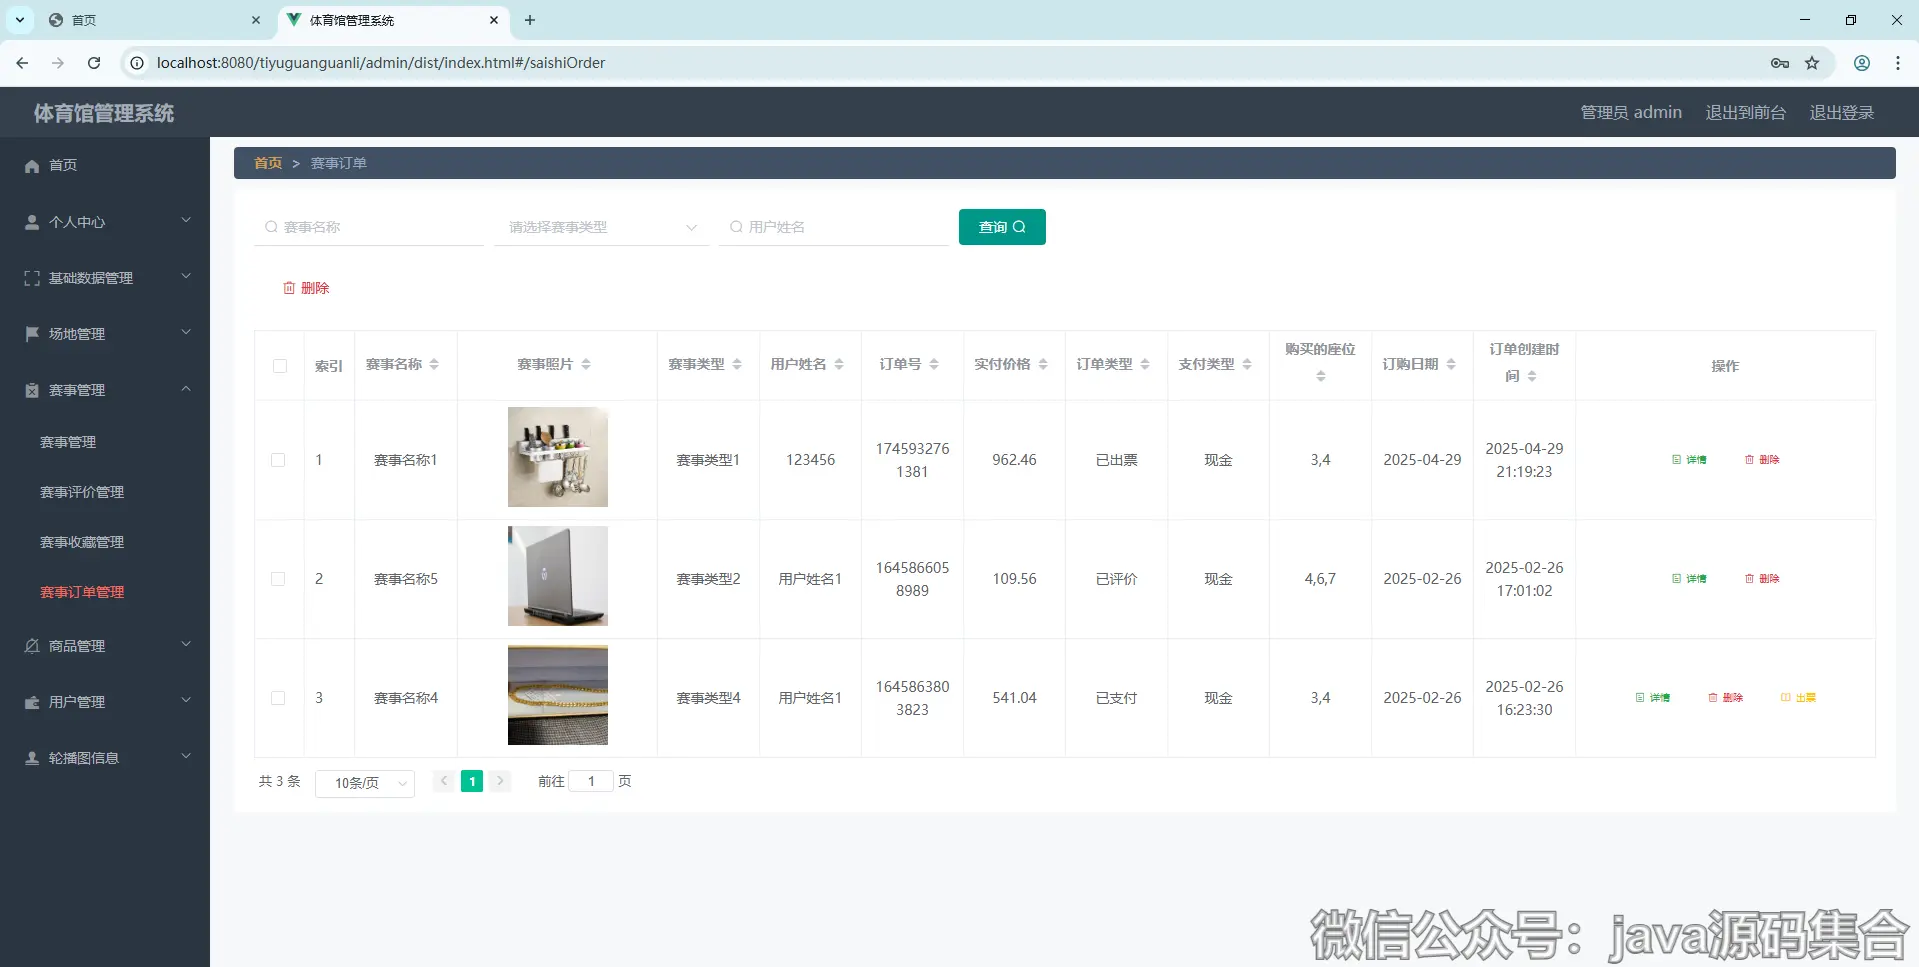 首页
体育馆管理系统
localhost:8080/tiyuguanguanli/admin/dist/index.html#/saishiOrder
体育馆管理系统
管理员 admin 退出到前台 退出登录
首页
个人中心
基础数据管理
场地管理
赛事管理
赛事管理
赛事评价管理
赛事收藏管理
赛事订单管理
商品管理
用户管理
轮播图信息
首页 > 赛事订单
赛事名称 请选择赛事类型 用户姓名 查询
删除
索引 赛事名称 赛事照片 赛事类型 用户姓名 订单号 实付价格 订单类型 支付类型 购买的座位 订购日期 订单创建时间 操作
1 赛事名称1 赛事类型1 123456 1745932761381 962.46 已出票 现金 3,4 2025-04-29 2025-04-29 21:19:23 详情 删除
2 赛事名称5 赛事类型2 用户姓名1 1645866058989 109.56 已评价 现金 4,6,7 2025-02-26 2025-02-26 17:01:02 详情 删除
3 赛事名称4 赛事类型4 用户姓名1 1645863803823 541.04 已支付 现金 3,4 2025-02-26 2025-02-26 16:23:30 详情 删除 出票
共 3 条 10条/页 1 前往 1 页
微信公众号：java源码集合